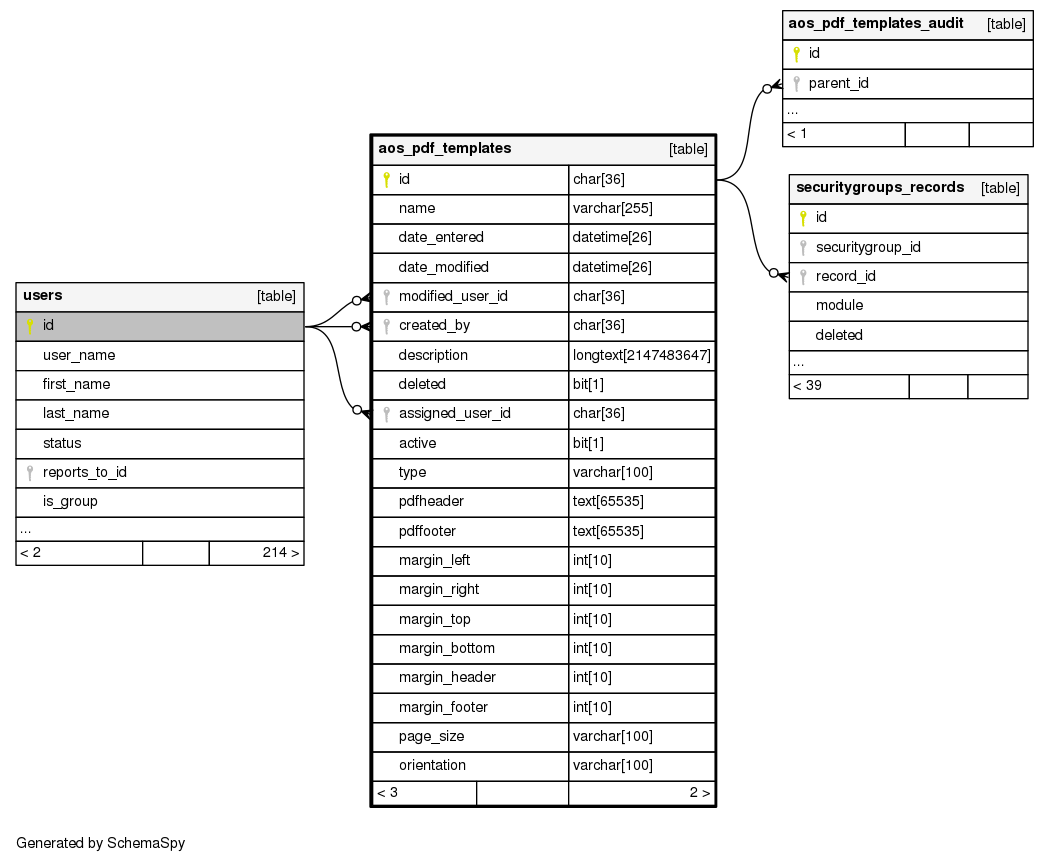 aos_pdf_templates_audit [table]
id
parent_id
...
< 1
aos_pdf_templates [table]
id char[36]
name varchar[255]
date_entered datetime[26]
date_modified datetime[26]
modified_user_id char[36]
created_by char[36]
description longtext[2147483647]
deleted bit[1]
assigned_user_id char[36]
active bit[1]
type varchar[100]
pdfheader text[65535]
pdffooter text[65535]
margin_left int[10]
margin_right int[10]
margin_top int[10]
margin_bottom int[10]
margin_header int[10]
margin_footer int[10]
page_size varchar[100]
orientation varchar[100]
< 3 2 >
securitygroups_records [table]
id
securitygroup_id
record_id
module
deleted
...
< 39
users [table]
id
user_name
first_name
last_name
status
reports_to_id
is_group
...
< 2 214 >
Generated by SchemaSpy